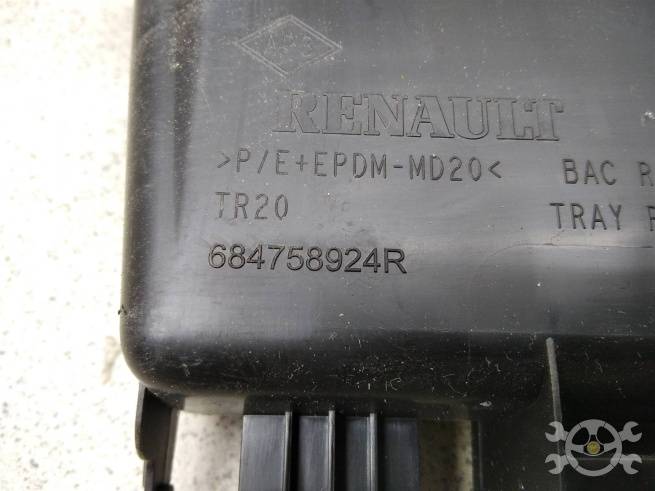 RENAULT
>P/E+EPDM-MD20< BAC
TR20 TRAY
684758924R